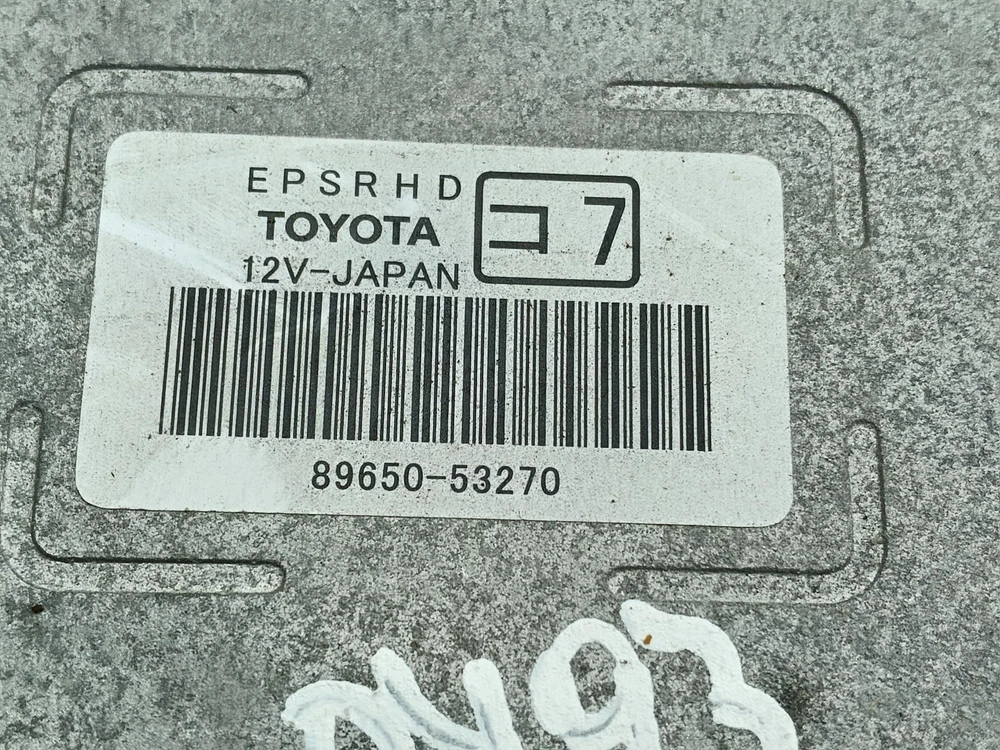 EPSRHD
TOYOTA
12V-JAPAN
コ7
89650-53270